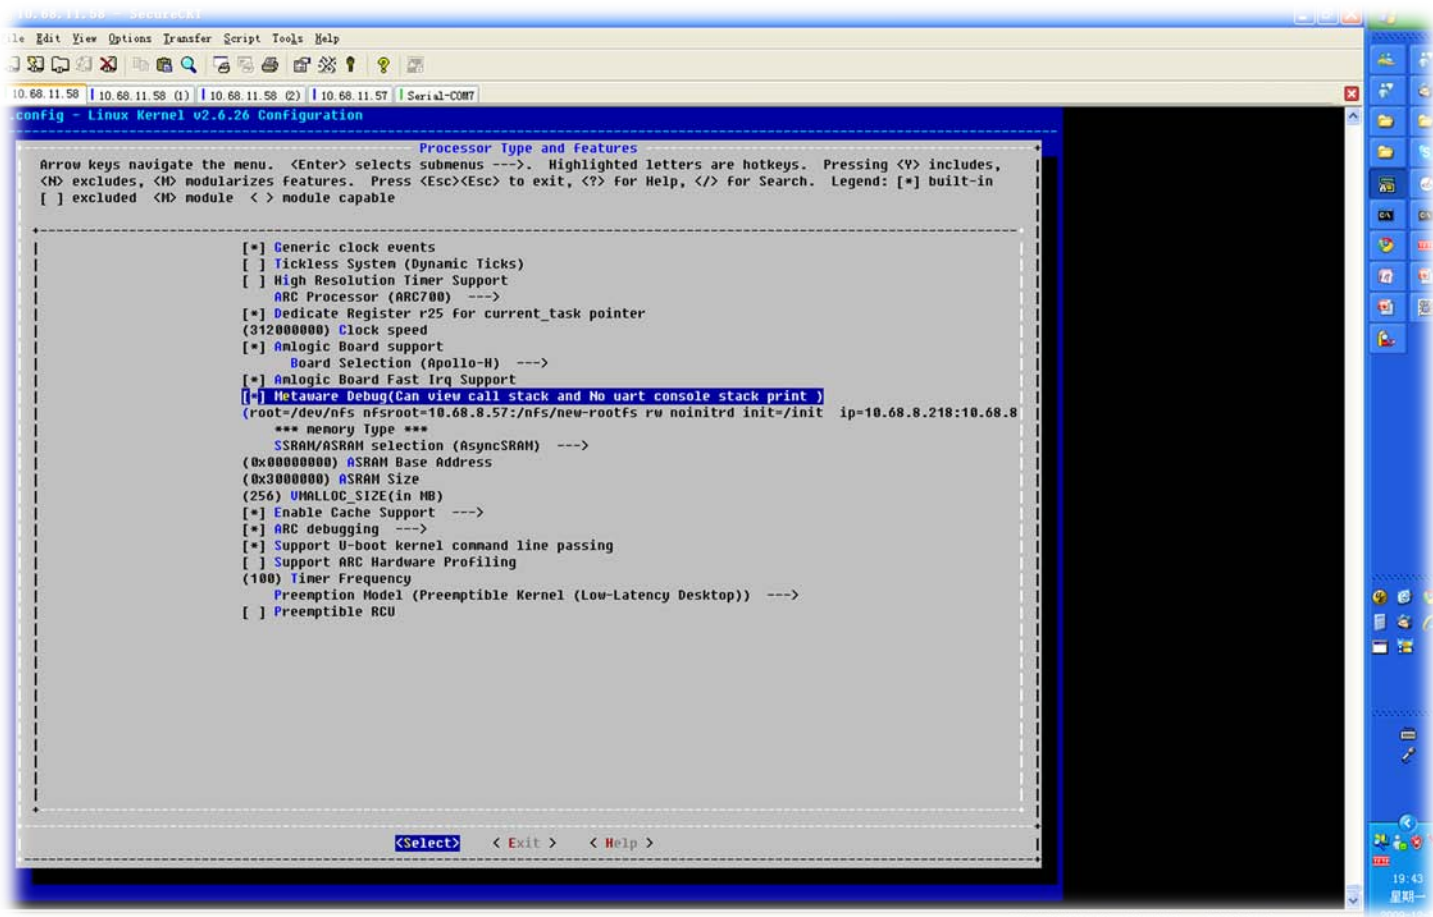 10.68.11.58 - SecureCRT
Edit View Options Transfer Script Tools Help
10.68.11.58 10.68.11.58 (1) 10.68.11.58 (2) 10.68.11.57 Serial-COM7
.config - Linux Kernel v2.6.26 Configuration
Processor Type and features
Arrow keys navigate the menu. <Enter> selects submenus --->. Highlighted letters are hotkeys. Pressing <Y> includes,
<N> excludes, <M> modularizes features. Press <Esc><Esc> to exit, <?> for Help, </> for Search. Legend: [*] built-in
[ ] excluded <M> module < > module capable
[*] Generic clock events
[ ] Tickless System (Dynamic Ticks)
[ ] High Resolution Timer Support
ARC Processor (ARC700) --->
[*] Dedicate Register r25 for current_task pointer
(312000000) Clock speed
[*] Amlogic Board support
Board Selection (Apollo-H) --->
[*] Amlogic Board Fast Irq Support
[*] Metaware Debug(Can view call stack and No uart console stack print )
(root=/dev/nfs nfsroot=10.68.8.57:/nfs/new-rootfs rw noinitrd init=/init ip=10.68.8.218:10.68.8
*** memory Type ***
SSRAM/ASRAM selection (AsyncSRAM) --->
(0x00000000) ASRAM Base Address
(0x3000000) ASRAM Size
(256) VMALLOC_SIZE(in MB)
[*] Enable Cache Support --->
[*] ARC debugging --->
[*] Support U-boot kernel command line passing
[ ] Support ARC Hardware Profiling
(100) Timer Frequency
Preemption Model (Preemptible Kernel (Low-Latency Desktop)) --->
[ ] Preemptible RCU
<Select> < Exit > < Help >
19:43
星期一